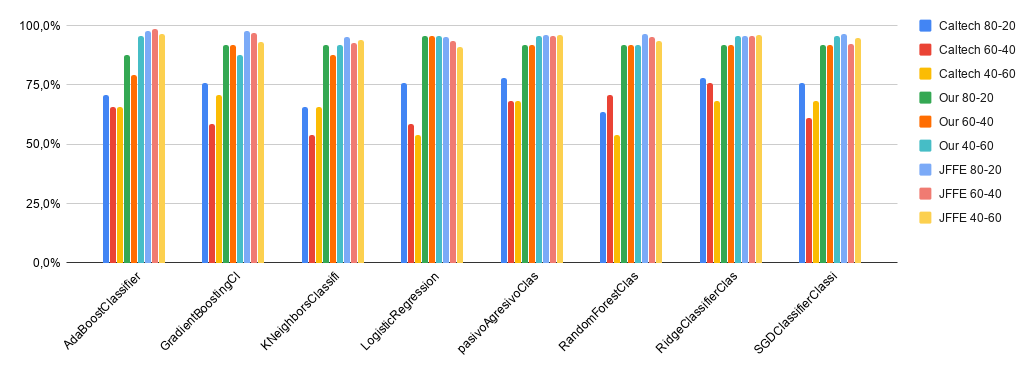 100,0%
75,0%
50,0%
25,0%
0,0%
AdaBoostClassifier
GradientBoostingCl
KNeighborsClassifi
LogisticRegression
pasivoAgresivoClas
RandomForestClas
RidgeClassifierClas
SGDClassifierClassi
Caltech 80-20
Caltech 60-40
Caltech 40-60
Our 80-20
Our 60-40
Our 40-60
JFFE 80-20
JFFE 60-40
JFFE 40-60